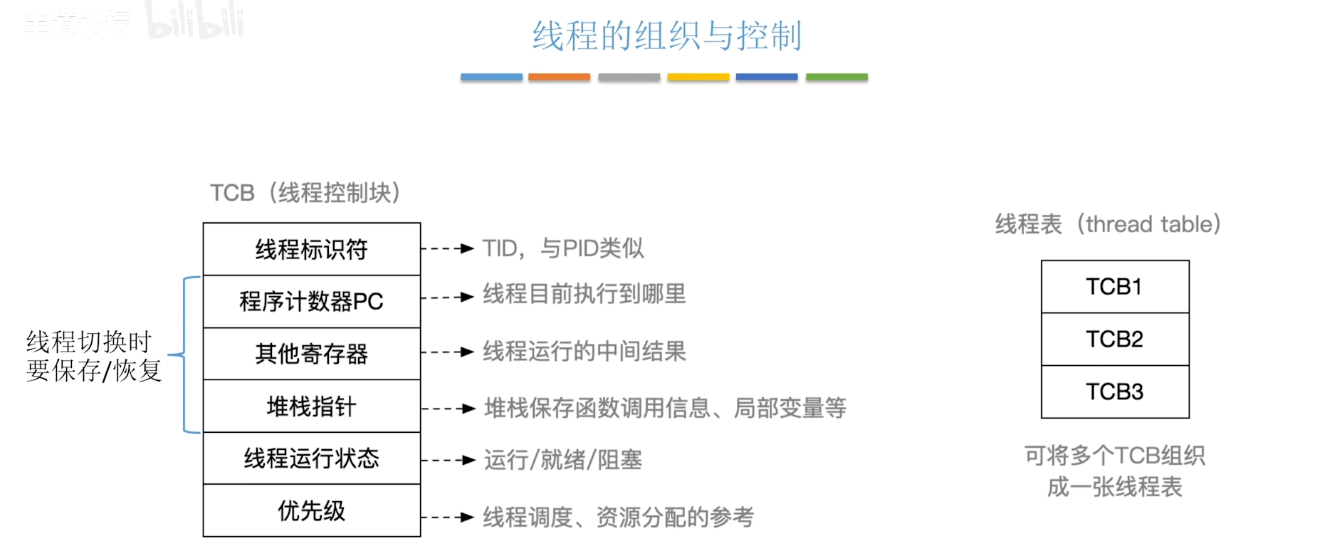 bilibili
线程的组织与控制
TCB（线程控制块）
线程标识符
TID，与PID类似
程序计数器PC
线程目前执行到哪里
其他寄存器
线程运行的中间结果
堆栈指针
堆栈保存函数调用信息、局部变量等
线程运行状态
运行/就绪/阻塞
优先级
线程调度、资源分配的参考
线程切换时
要保存/恢复
线程表（thread table）
TCB1
TCB2
TCB3
可将多个TCB组织
成一张线程表